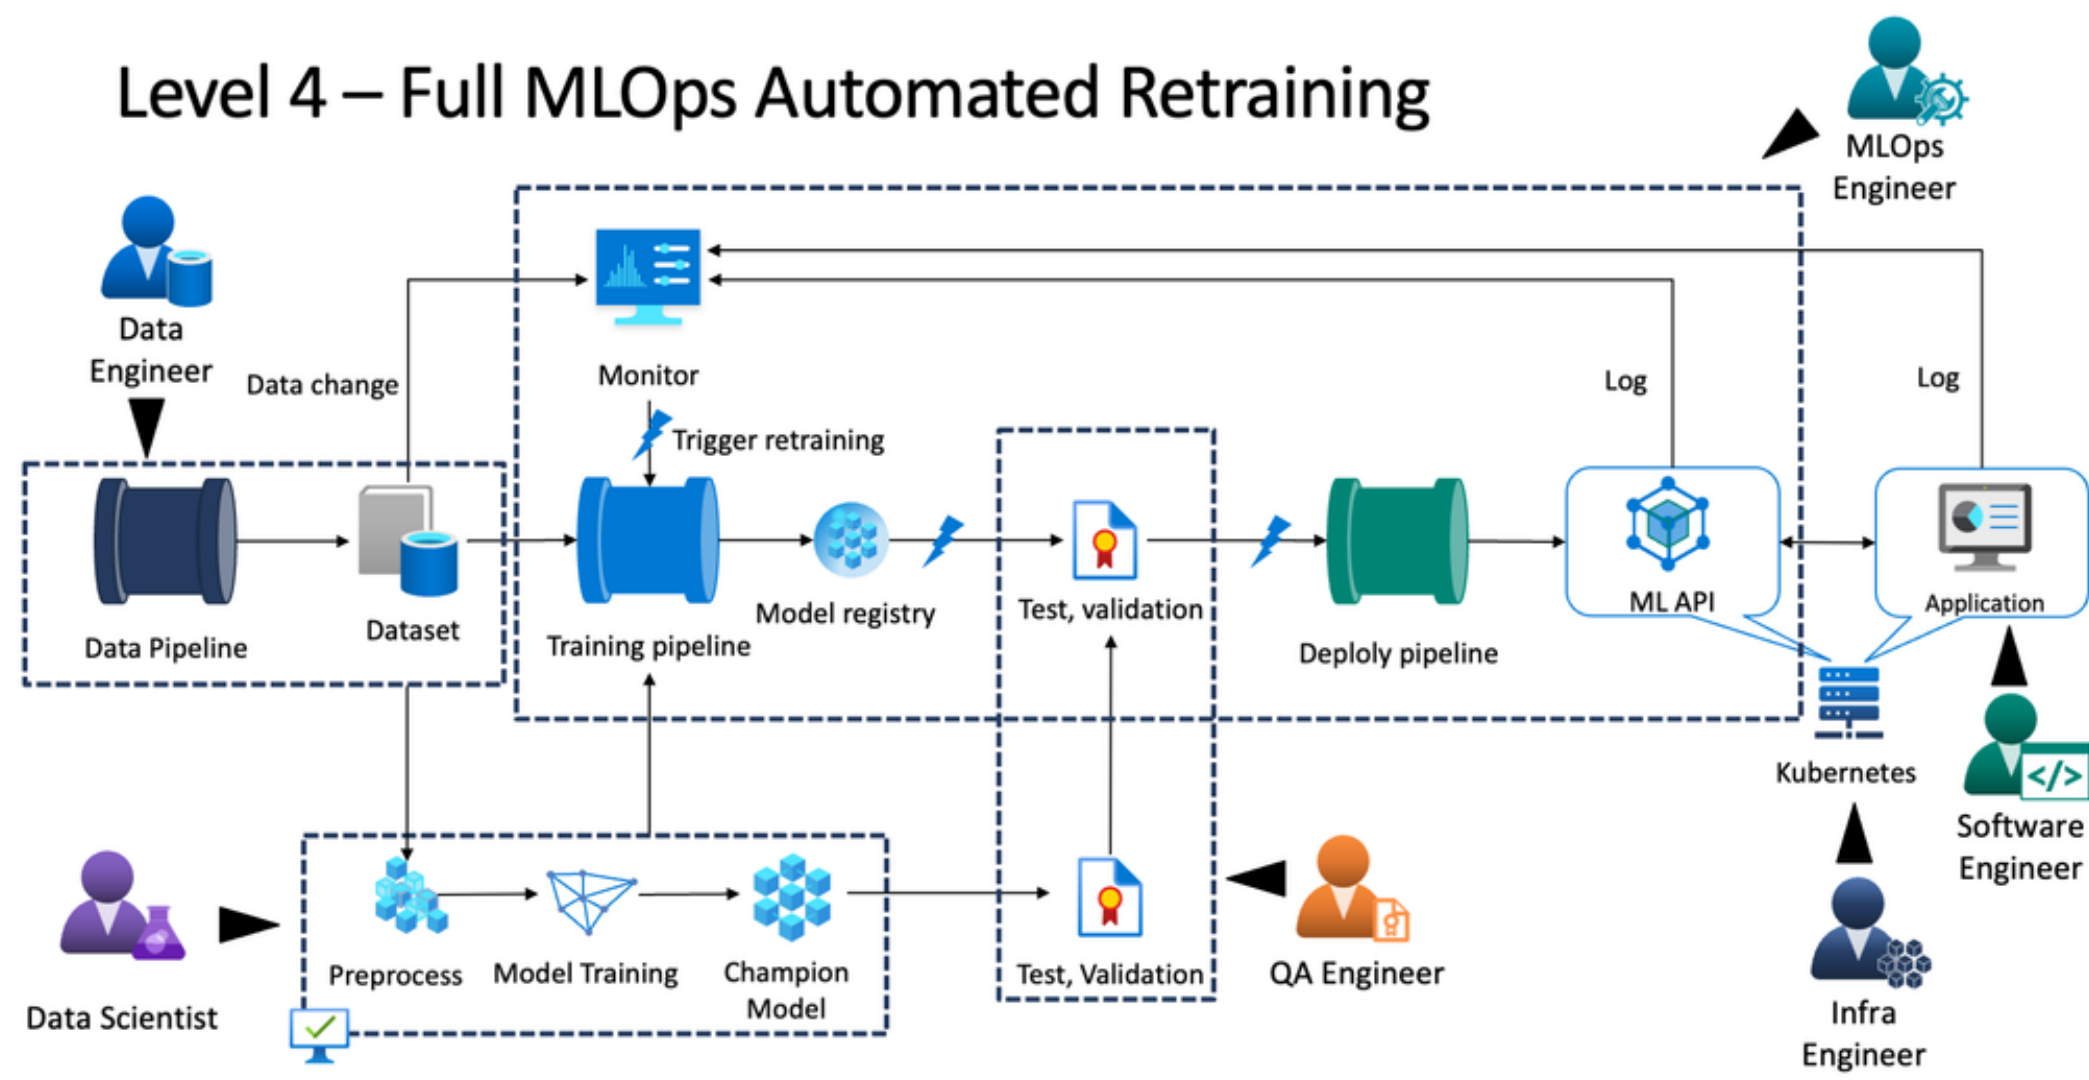 Level 4 – Full MLOps Automated Retraining
MLOps
Engineer
Data
Engineer
Data change
Monitor
Log
Log
Trigger retraining
Data Pipeline
Dataset
Training pipeline
Model registry
Test, validation
Deploly pipeline
ML API
Application
</>
Kubernetes
Software
Engineer
Data Scientist
Preprocess
Model Training
Champion
Model
Test, Validation
QA Engineer
Infra
Engineer